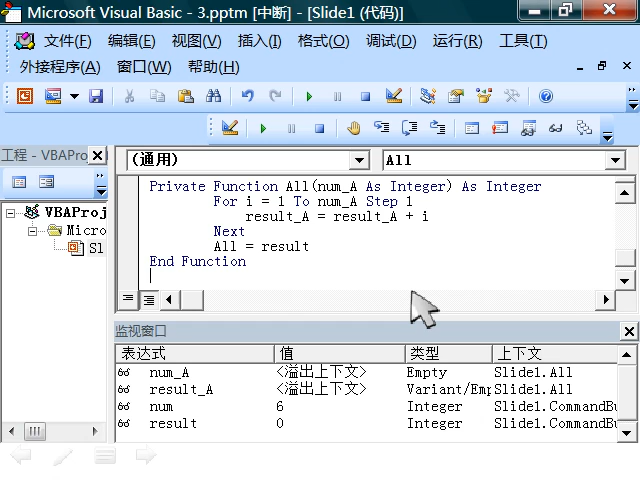 Microsoft Visual Basic - 3.pptm [中断] - [Slide1 (代码)]
文件(F) 编辑(E) 视图(V) 插入(I) 格式(O) 调试(D) 运行(R) 工具(T)
外接程序(A) 窗口(W) 帮助(H)
工程 - VBAProj
(通用) All
VBAProj
Micro
Sl
Private Function All(num_A As Integer) As Integer
For i = 1 To num_A Step 1
result_A = result_A + i
Next
All = result
End Function
监视窗口
表达式 值 类型 上下文
num_A <溢出上下文> Empty Slide1.All
result_A <溢出上下文> Variant/Emp Slide1.All
num 6 Integer Slide1.CommandBu
result 0 Integer Slide1.CommandBu